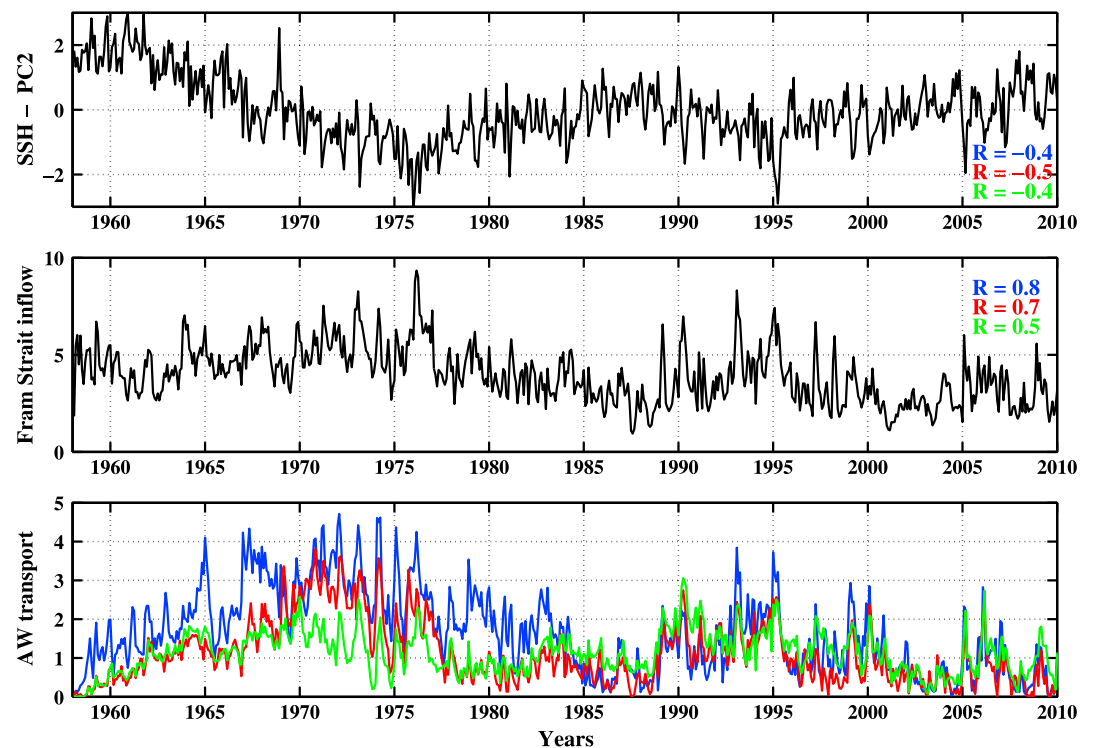 SSH – PC2
2
0
−2
R = −0.4
R = −0.5
R = −0.4
1960 1965 1970 1975 1980 1985 1990 1995 2000 2005 2010
Fram Strait inflow
10
5
0
R = 0.8
R = 0.7
R = 0.5
1960 1965 1970 1975 1980 1985 1990 1995 2000 2005 2010
AW transport
5
4
3
2
1
0
1960 1965 1970 1975 1980 1985 1990 1995 2000 2005 2010
Years